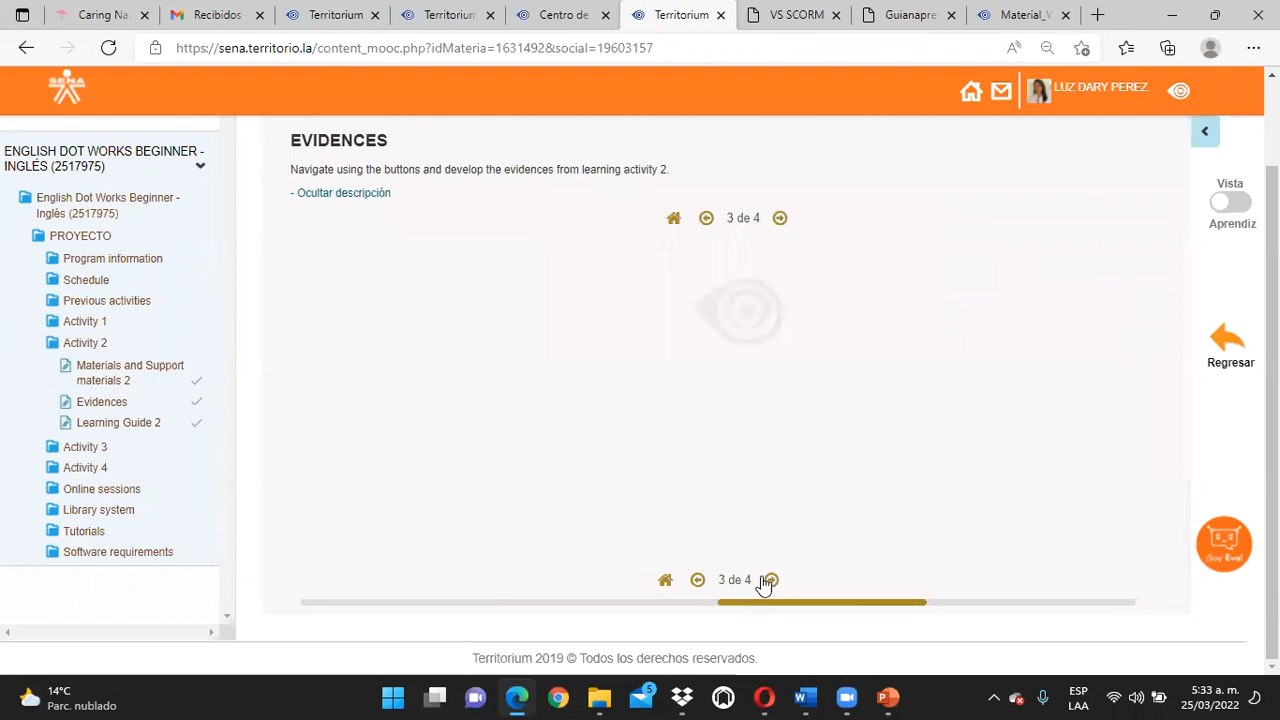 Caring Na
Recibidos
Territorium
Territoriun
Centro de
Territorium
VS SCORM
Guianapre
Material_V
https://sena.territorio.la/content_mooc.php?idMateria=1631492&social=19603157
SENA
LUZ DARY PEREZ
ENGLISH DOT WORKS BEGINNER -
INGLÉS (2517975)
English Dot Works Beginner -
Inglés (2517975)
PROYECTO
Program information
Schedule
Previous activities
Activity 1
Activity 2
Materials and Support
materials 2
Evidences
Learning Guide 2
Activity 3
Activity 4
Online sessions
Library system
Tutorials
Software requirements
EVIDENCES
Navigate using the buttons and develop the evidences from learning activity 2.
- Ocultar descripción
3 de 4
3 de 4
Vista
Aprendiz
Regresar
¡Soy Eva!
Territorium 2019 © Todos los derechos reservados.
14°C
Parc. nublado
5
ESP
LAA
5:33 a. m.
25/03/2022